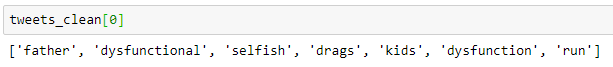 tweets_clean[0]
['father', 'dysfunctional', 'selfish', 'drags', 'kids', 'dysfunction', 'run']